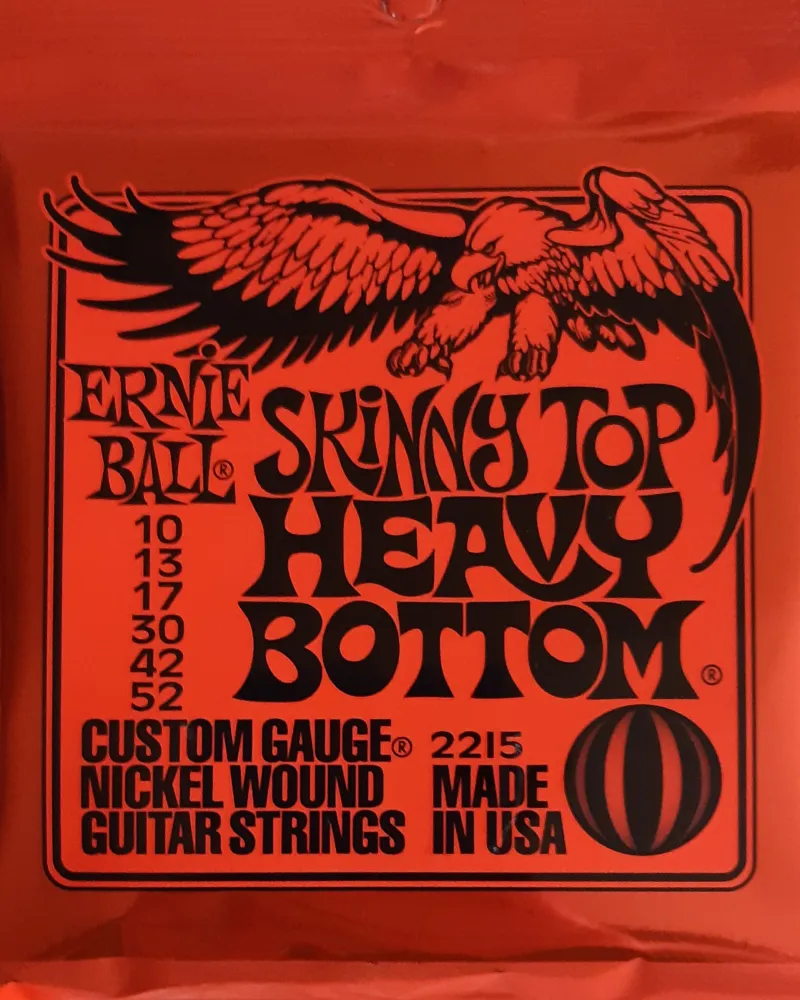 ERNiE
BALL®
SKiNNY TOP
HEAVY
BOTTOM®
10
13
17
30
42
52
CUSTOM GAUGE®
NICKEL WOUND
GUITAR STRINGS
2215
MADE
IN USA